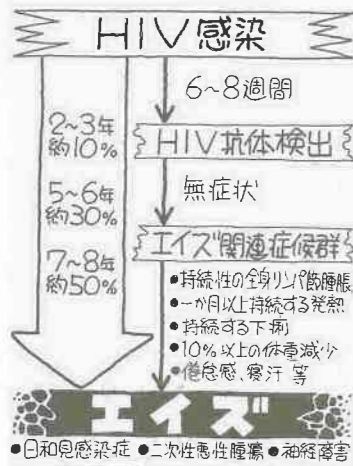 HIV感染
6~8週間
2~3年
約10%
HIV抗体検出
5~6年
約30%
無症状
エイズ関連症候群
7~8年
約50%
●持続性の全身リンパ節腫脹
●一か月以上持続する発熱
●持続する下痢
●10%以上の体重減少
●倦怠感、寝汗 等
エイズ
●日和見感染症 ●二次性悪性腫瘍 ●神経障害